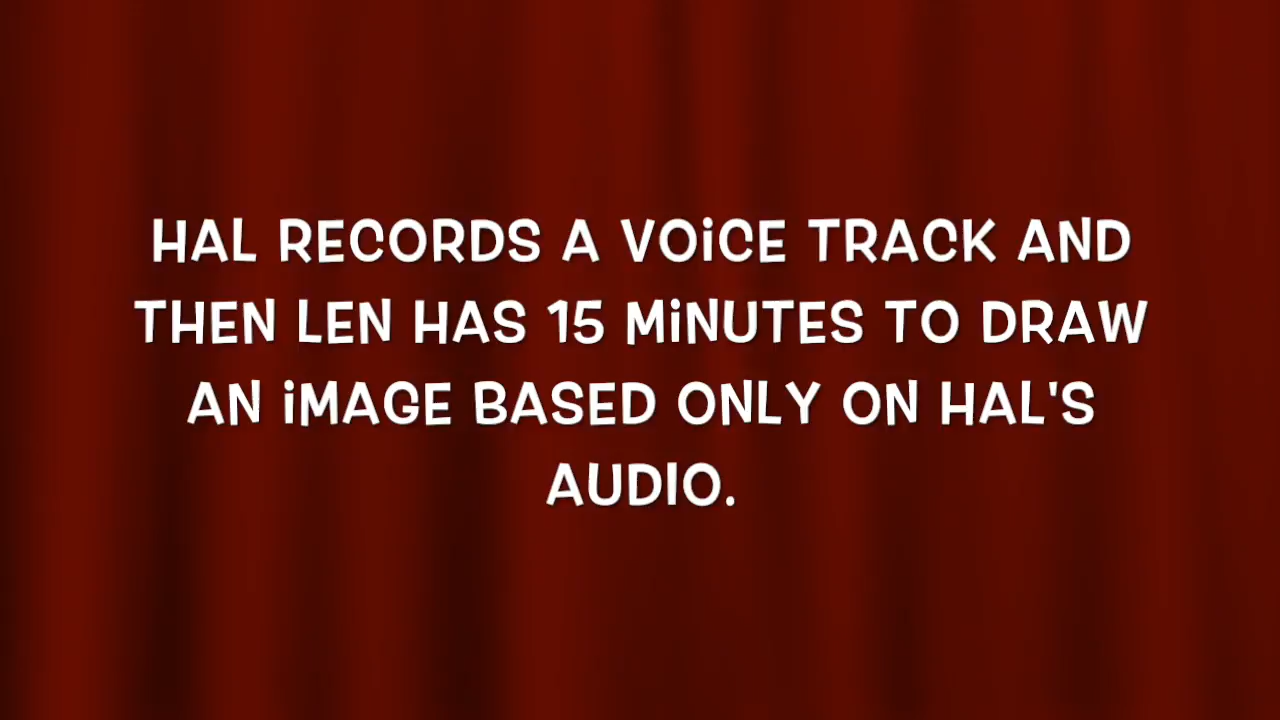 HAL RECORDS A VOiCE TRACK AND
THEN LEN HAS 15 MiNUTES TO DRAW
AN iMAGE BASED ONLY ON HAL'S
AUDIO.